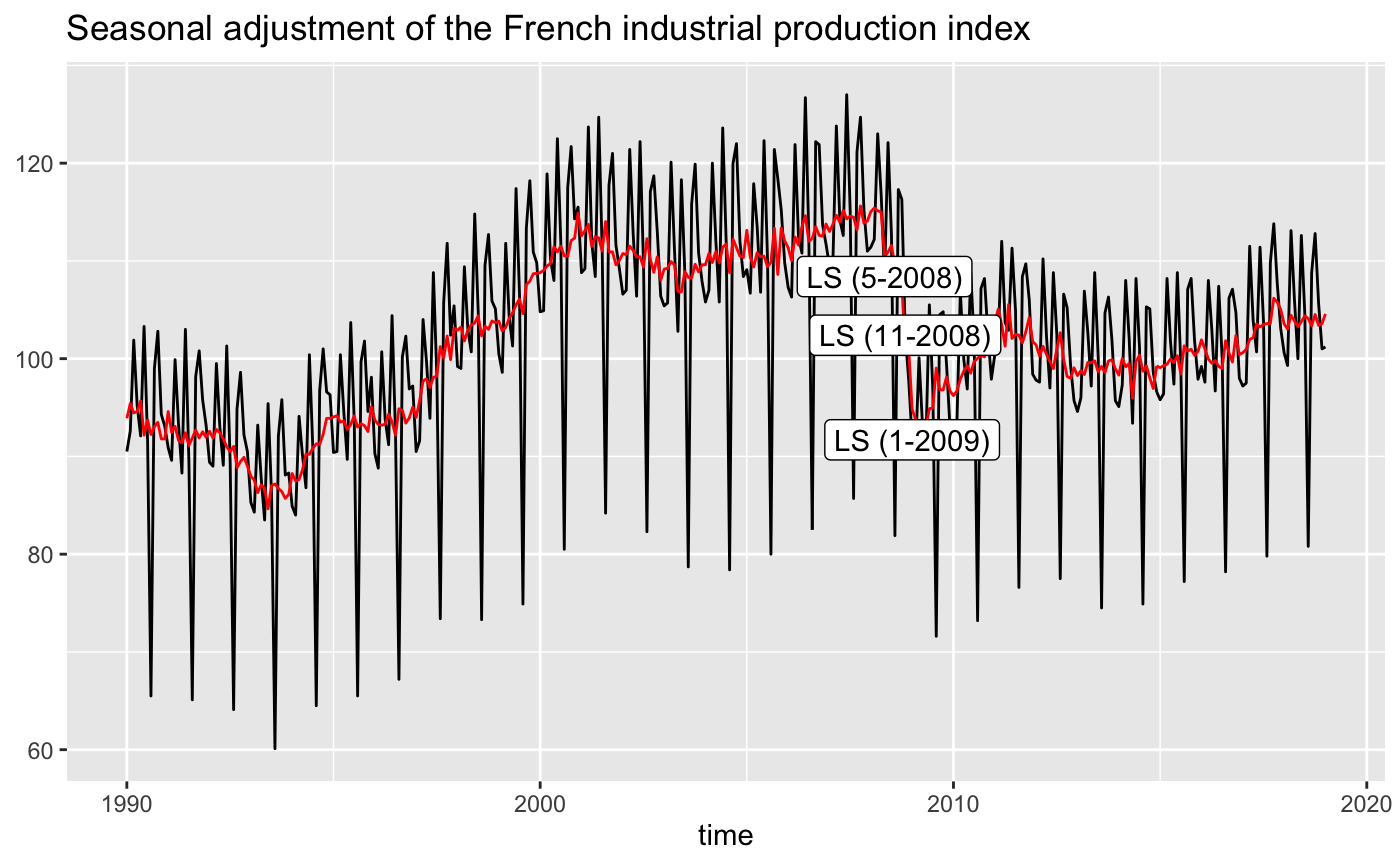 Seasonal adjustment of the French industrial production index
120
100
80
60
LS (5-2008)
LS (11-2008)
LS (1-2009)
1990
2000
2010
2020
time